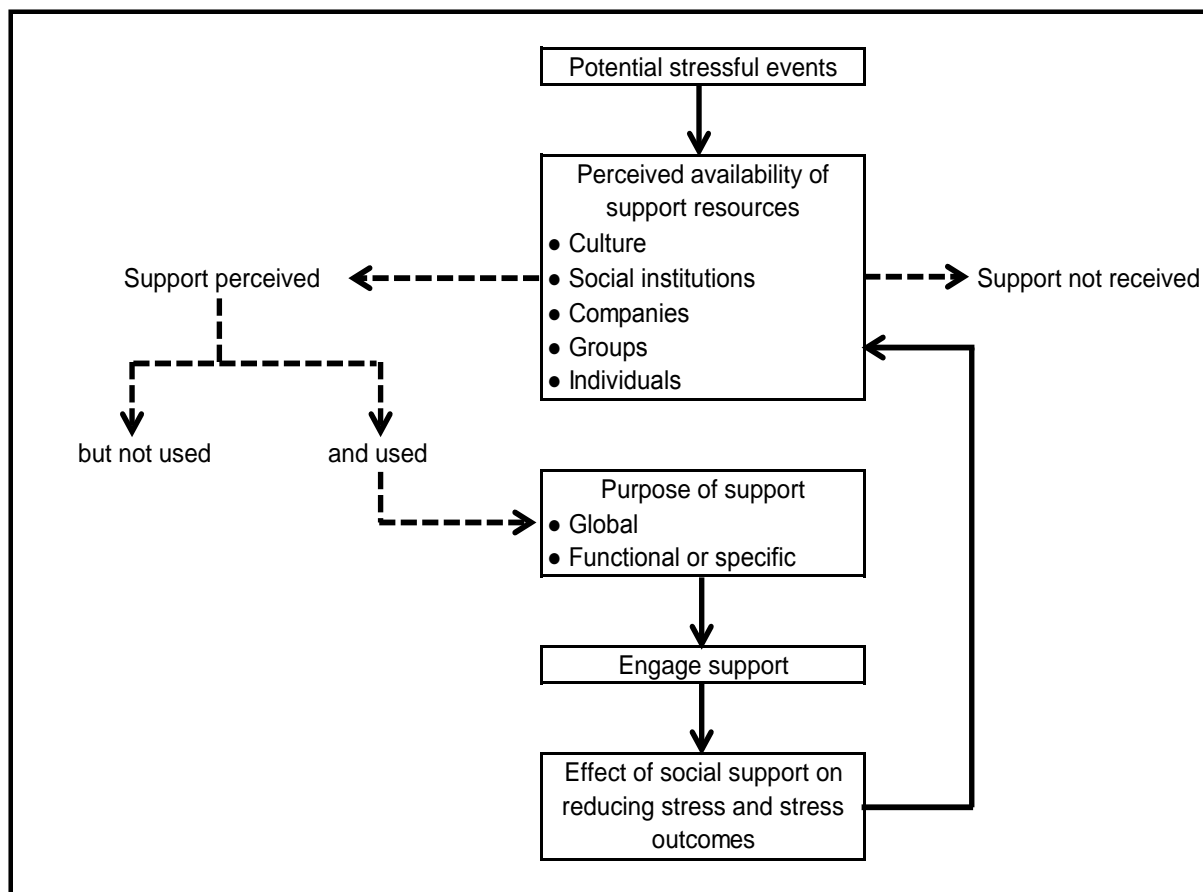 Potential stressful events
Perceived availability of
support resources
● Culture
● Social institutions
● Companies
● Groups
● Individuals
Support perceived
Support not received
but not used
and used
Purpose of support
● Global
● Functional or specific
Engage support
Effect of social support on
reducing stress and stress
outcomes